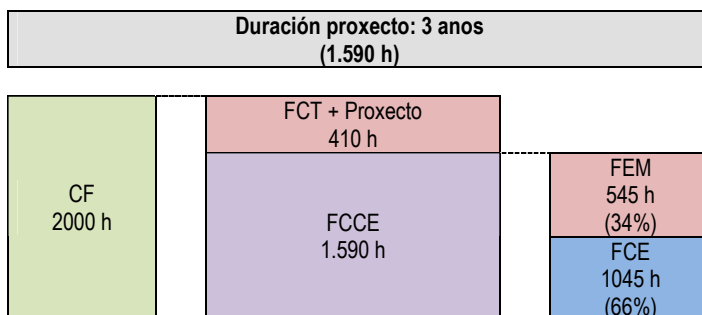 Duración proxecto: 3 anos
(1.590 h)
CF
2000 h
FCT + Proxecto
410 h
FCCE
1.590 h
FEM
545 h
(34%)
FCE
1045 h
(66%)